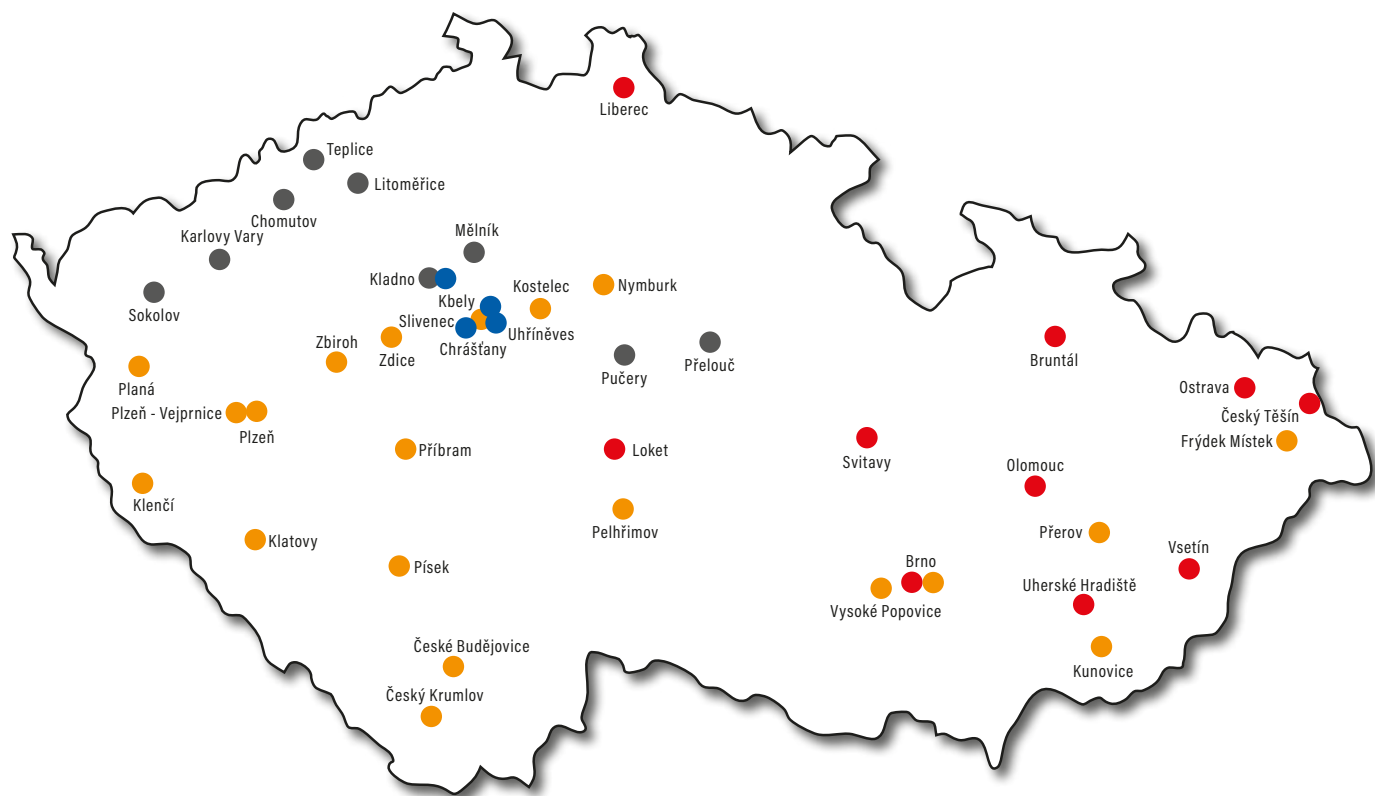 Liberec
Teplice
Litoměřice
Chomutov
Karlovy Vary
Mělník
Kladno
Sokolov
Kbely
Kostelec
Nymburk
Slivenec
Uhříněves
Chrášťany
Zbiroh
Zdice
Pučery
Přelouč
Bruntál
Planá
Plzeň - Vejprnice
Plzeň
Ostrava
Český Těšín
Frýdek Místek
Příbram
Loket
Svitavy
Olomouc
Klenčí
Pelhřimov
Přerov
Klatovy
Písek
Brno
Vsetín
Vysoké Popovice
Uherské Hradiště
České Budějovice
Kunovice
Český Krumlov